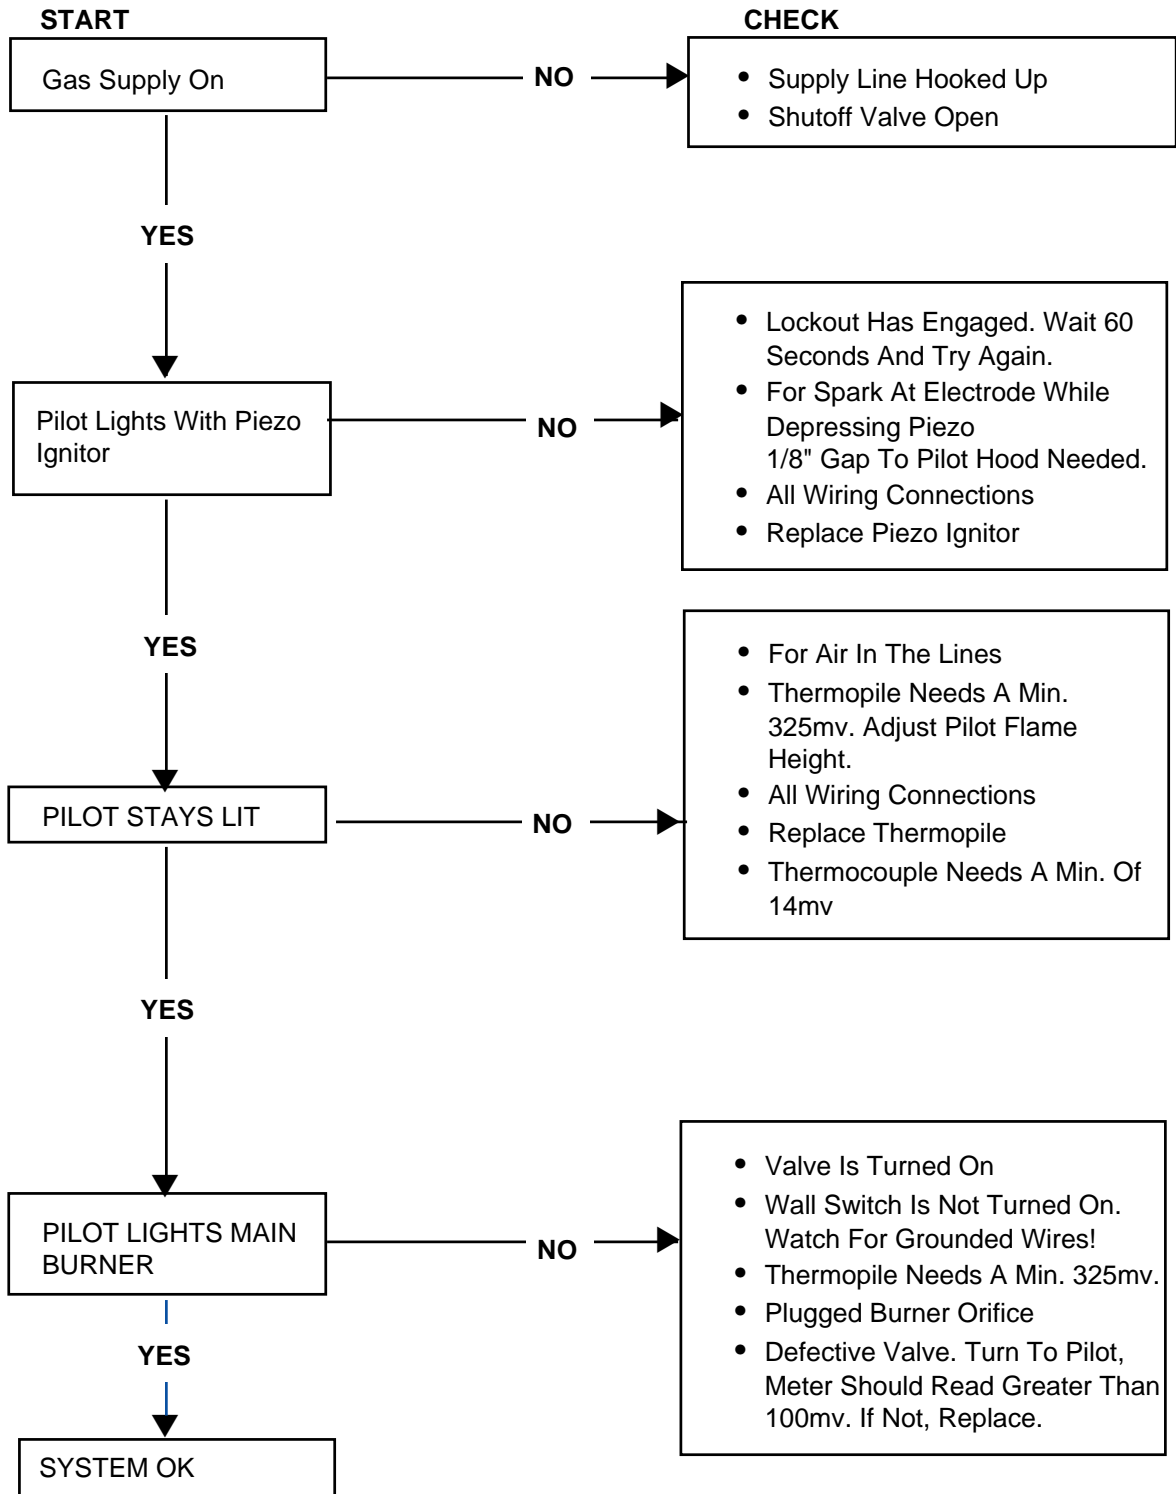 START
CHECK
Gas Supply On
NO
• Supply Line Hooked Up
• Shutoff Valve Open
YES
Pilot Lights With Piezo
Ignitor
NO
• Lockout Has Engaged. Wait 60
Seconds And Try Again.
• For Spark At Electrode While
Depressing Piezo
1/8" Gap To Pilot Hood Needed.
• All Wiring Connections
• Replace Piezo Ignitor
YES
PILOT STAYS LIT
NO
• For Air In The Lines
• Thermopile Needs A Min.
325mv. Adjust Pilot Flame
Height.
• All Wiring Connections
• Replace Thermopile
• Thermocouple Needs A Min. Of
14mv
YES
PILOT LIGHTS MAIN
BURNER
NO
• Valve Is Turned On
• Wall Switch Is Not Turned On.
Watch For Grounded Wires!
• Thermopile Needs A Min. 325mv.
• Plugged Burner Orifice
• Defective Valve. Turn To Pilot,
Meter Should Read Greater Than
100mv. If Not, Replace.
YES
SYSTEM OK